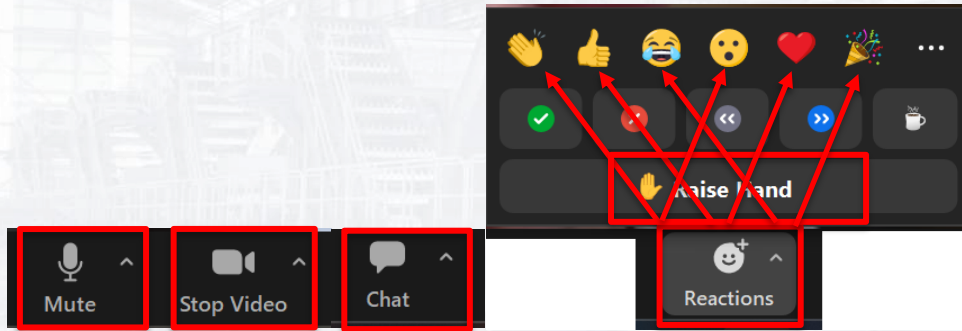 Raise Hand
Mute
Stop Video
Chat
Reactions